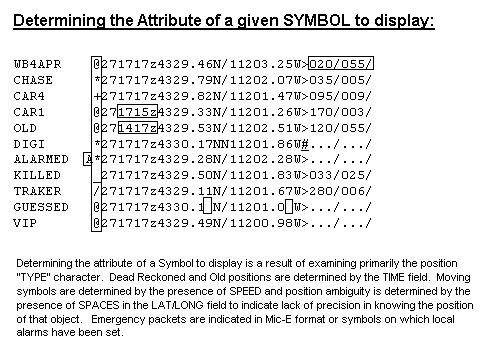 Determining the Attribute of a given SYMBOL to display:
WB4APR @271717z4329.46N/11203.25W>020/055/
CHASE *271717z4329.79N/11202.07W>035/005/
CAR4 +271717z4329.82N/11201.47W>095/009/
CAR1 @271715z4329.33N/11201.26W>170/003/
OLD @271417z4329.53N/11202.51W>120/055/
DIGI *271717z4330.17NN11201.86W#.../.../
ALARMED A*271717z4329.28N/11202.28W>.../.../
KILLED _271717z4329.50N/11201.83W>033/025/
TRAKER /271717z4329.11N/11201.67W>280/006/
GUESSED @271717z4330.1 N/11201.0 W>.../.../
VIP @271717z4329.49N/11200.98W>.../.../
Determining the attribute of a Symbol to display is a result of examining primarily the position
"TYPE" character. Dead Reckoned and Old positions are determined by the TIME field. Moving
symbols are determined by the presence of SPEED and position ambiguity is determined by the
presence of SPACES in the LAT/LONG field to indicate lack of precision in knowing the position
of that object. Emergency packets are indicated in Mic-E format or symbols on which local
alarms have been set.